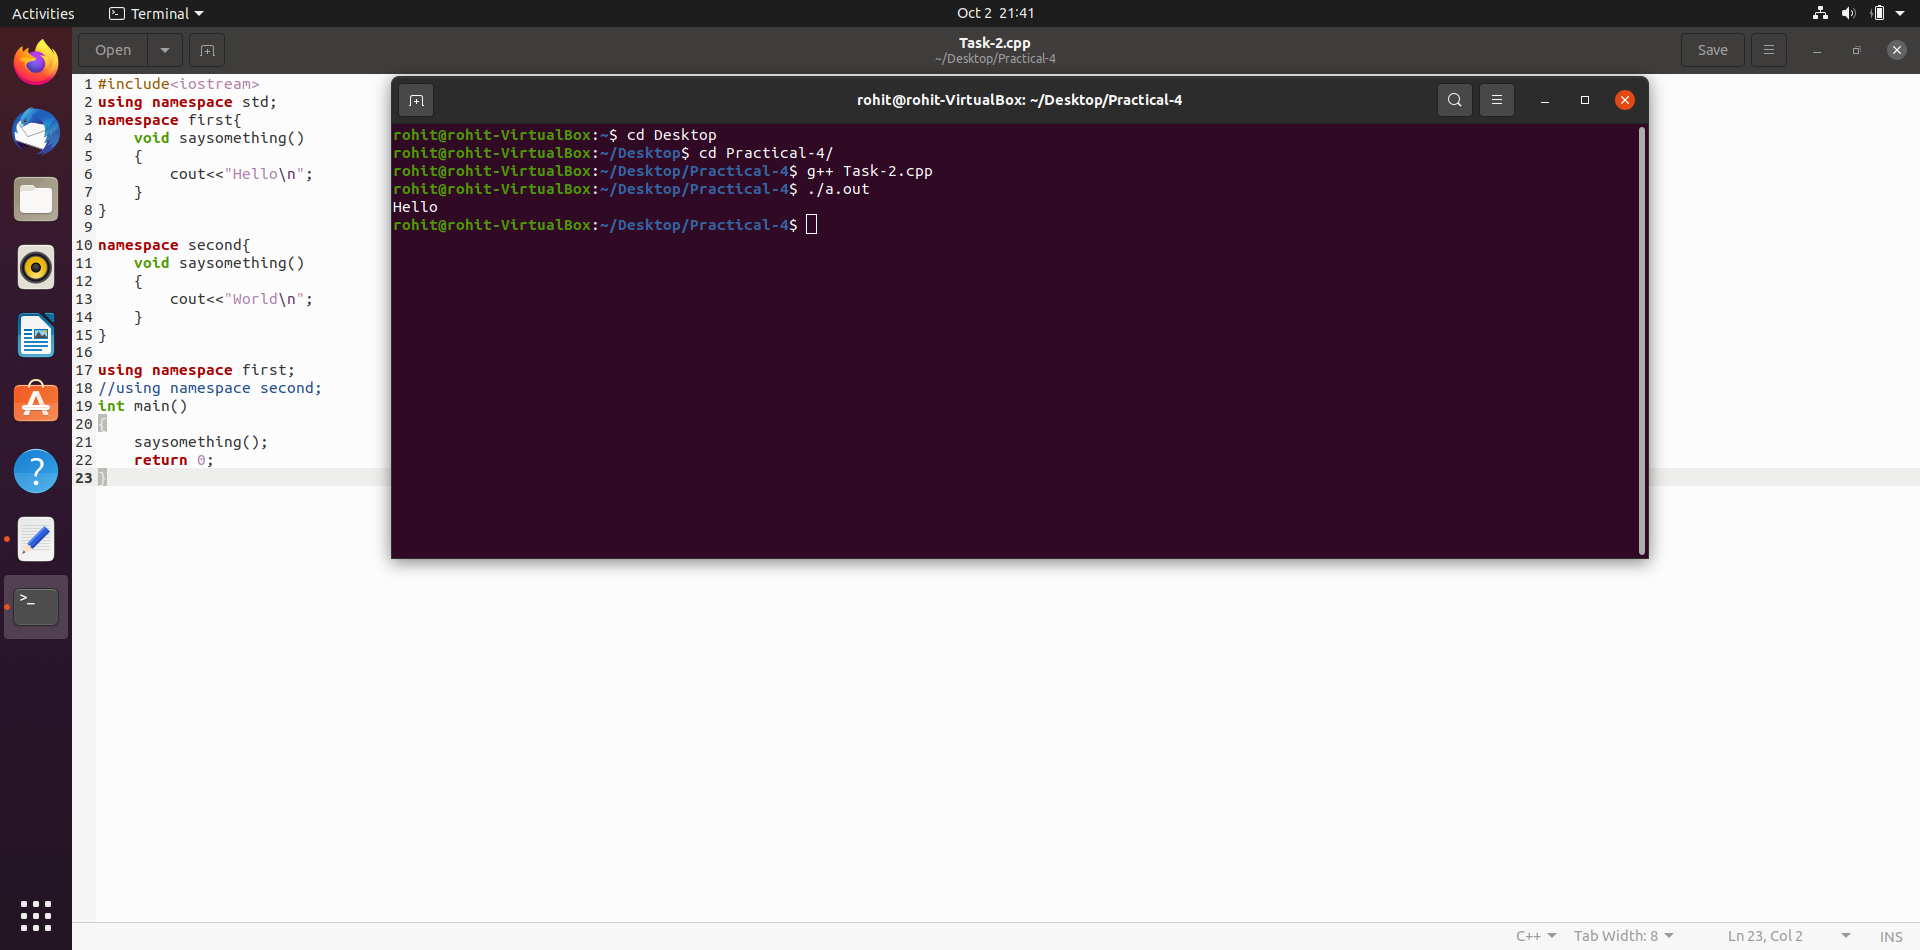 Activities Terminal Oct 2 21:41
Open Task-2.cpp Save
~/Desktop/Practical-4
1 #include<iostream>
2 using namespace std;
3 namespace first{
4     void saysomething()
5     {
6         cout<<"Hello\n";
7     }
8 }
9
10 namespace second{
11     void saysomething()
12     {
13         cout<<"World\n";
14     }
15 }
16
17 using namespace first;
18 //using namespace second;
19 int main()
20 {
21     saysomething();
22     return 0;
23 }
rohit@rohit-VirtualBox: ~/Desktop/Practical-4
rohit@rohit-VirtualBox:~$ cd Desktop
rohit@rohit-VirtualBox:~/Desktop$ cd Practical-4/
rohit@rohit-VirtualBox:~/Desktop/Practical-4$ g++ Task-2.cpp
rohit@rohit-VirtualBox:~/Desktop/Practical-4$ ./a.out
Hello
rohit@rohit-VirtualBox:~/Desktop/Practical-4$
C++ Tab Width: 8 Ln 23, Col 2 INS